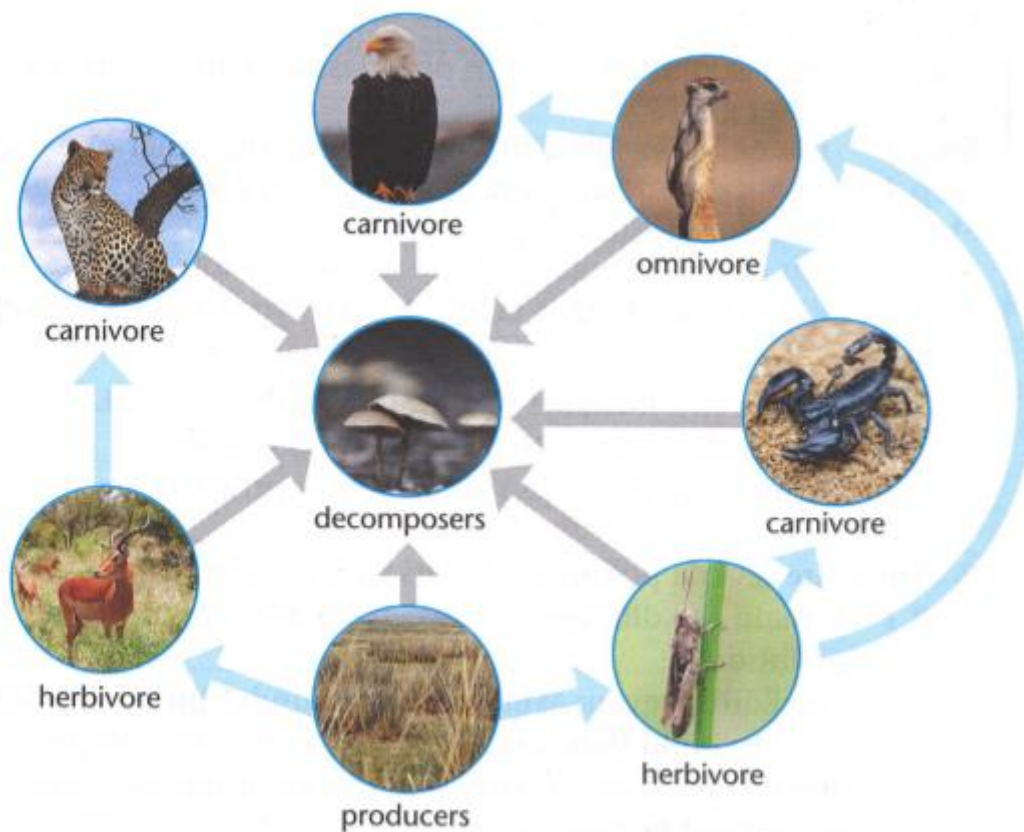 carnivore
omnivore
carnivore
decomposers
carnivore
herbivore
herbivore
producers